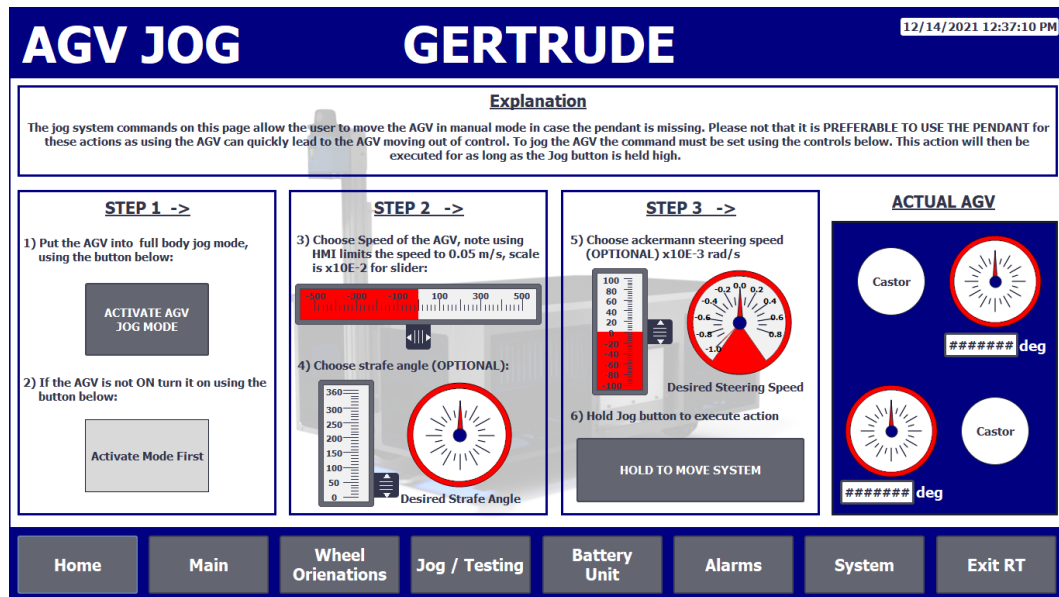 AGV JOG
GERTRUDE
12/14/2021 12:37:10 PM
Explanation
The jog system commands on this page allow the user to move the AGV in manual mode in case the pendant is missing. Please not that it is PREFERABLE TO USE THE PENDANT for
these actions as using the AGV can quickly lead to the AGV moving out of control. To jog the AGV the command must be set using the controls below. This action will then be
executed for as long as the Jog button is held high.
STEP 1 ->
1) Put the AGV into full body jog mode,
using the button below:
ACTIVATE AGV
JOG MODE
2) If the AGV is not ON turn it on using the
button below:
Activate Mode First
STEP 2 ->
3) Choose Speed of the AGV, note using
HMI limits the speed to 0.05 m/s, scale
is x10E-2 for slider:
-500 -300 -100 100 300 500
4) Choose strafe angle (OPTIONAL):
360
300
250
200
150
100
50
0
Desired Strafe Angle
STEP 3 ->
5) Choose ackermann steering speed
(OPTIONAL) x10E-3 rad/s
100
80
60
40
20
0
-20
-40
-60
-80
-100
-0.2 0.0 0.2
-0.4 0.4
-0.6 0.6
-0.8 0.8
-1.0
Desired Steering Speed
6) Hold Jog button to execute action
HOLD TO MOVE SYSTEM
ACTUAL AGV
Castor
####### deg
Castor
####### deg
Home
Main
Wheel
Orienations
Jog / Testing
Battery
Unit
Alarms
System
Exit RT